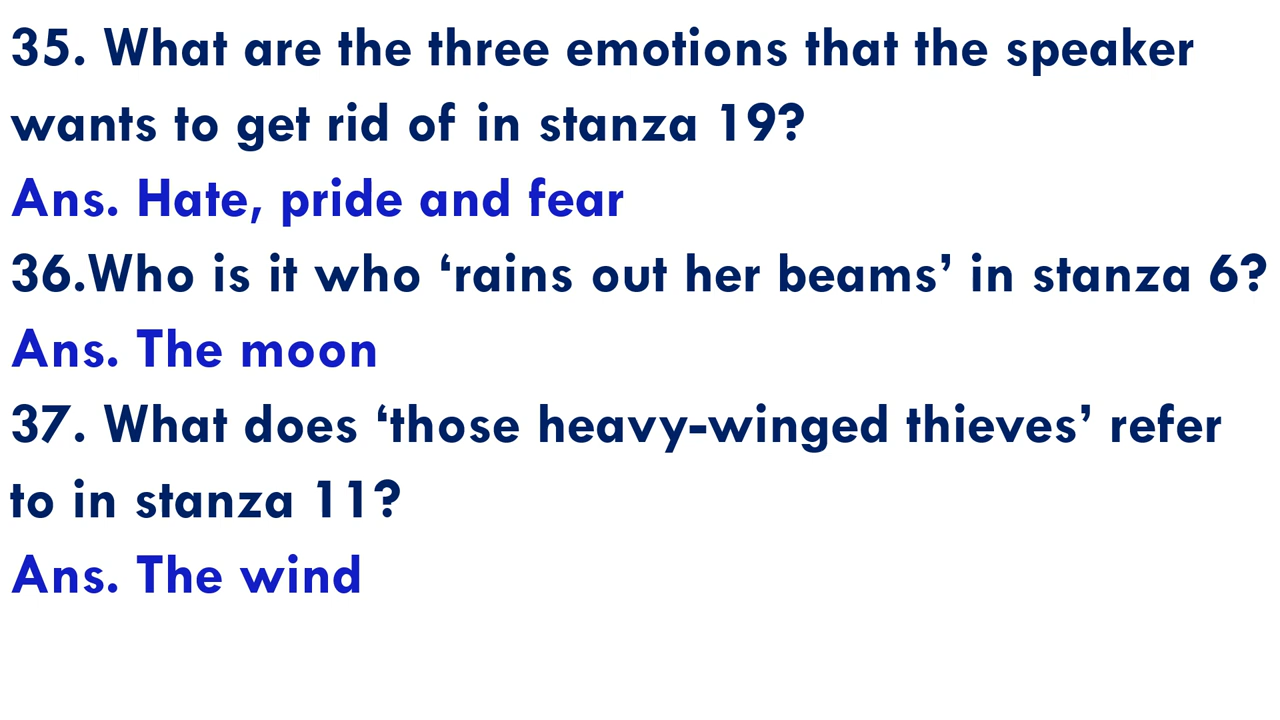 35. What are the three emotions that the speaker
wants to get rid of in stanza 19?
Ans. Hate, pride and fear
36.Who is it who ‘rains out her beams’ in stanza 6?
Ans. The moon
37. What does ‘those heavy-winged thieves’ refer
to in stanza 11?
Ans. The wind